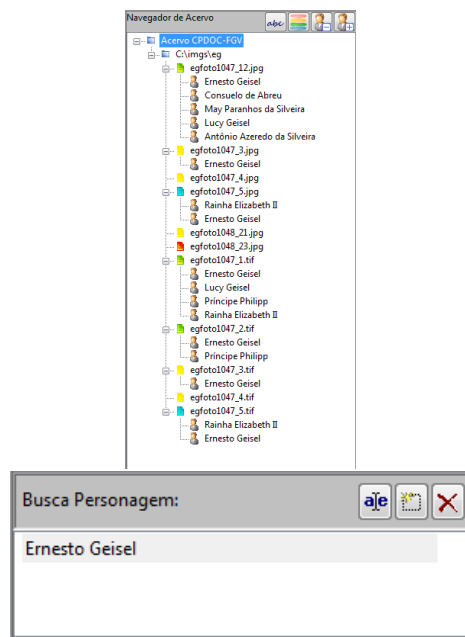 Navegador de Acervo
abc
Acervo CPDOC-FGV
C:\imgs\eg
egfoto1047_12.jpg
Ernesto Geisel
Consuelo de Abreu
May Paranhos da Silveira
Lucy Geisel
Antônio Azeredo da Silveira
egfoto1047_3.jpg
Ernesto Geisel
egfoto1047_4.jpg
egfoto1047_5.jpg
Rainha Elizabeth II
Ernesto Geisel
egfoto1048_21.jpg
egfoto1048_23.jpg
egfoto1047_1.tif
Ernesto Geisel
Lucy Geisel
Príncipe Philipp
Rainha Elizabeth II
egfoto1047_2.tif
Ernesto Geisel
Príncipe Philipp
egfoto1047_3.tif
Ernesto Geisel
egfoto1047_4.tif
egfoto1047_5.tif
Rainha Elizabeth II
Ernesto Geisel
Busca Personagem:
Ernesto Geisel